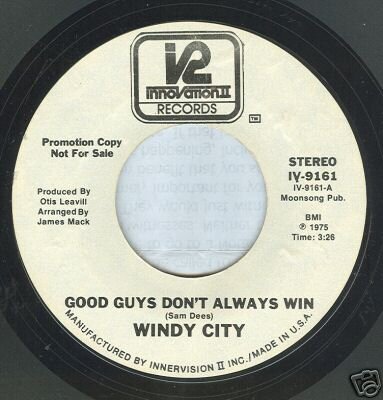 i2
innovation II
RECORDS
TM
Promotion Copy
Not For Sale
STEREO
IV-9161
IV-9161-A
Moonsong Pub.
Produced By
Otis Leavill
Arranged By
James Mack
BMI
℗ 1975
Time: 3:26
GOOD GUYS DON'T ALWAYS WIN
(Sam Dees)
WINDY CITY
MANUFACTURED BY INNERVISION II INC./MADE IN U.S.A.